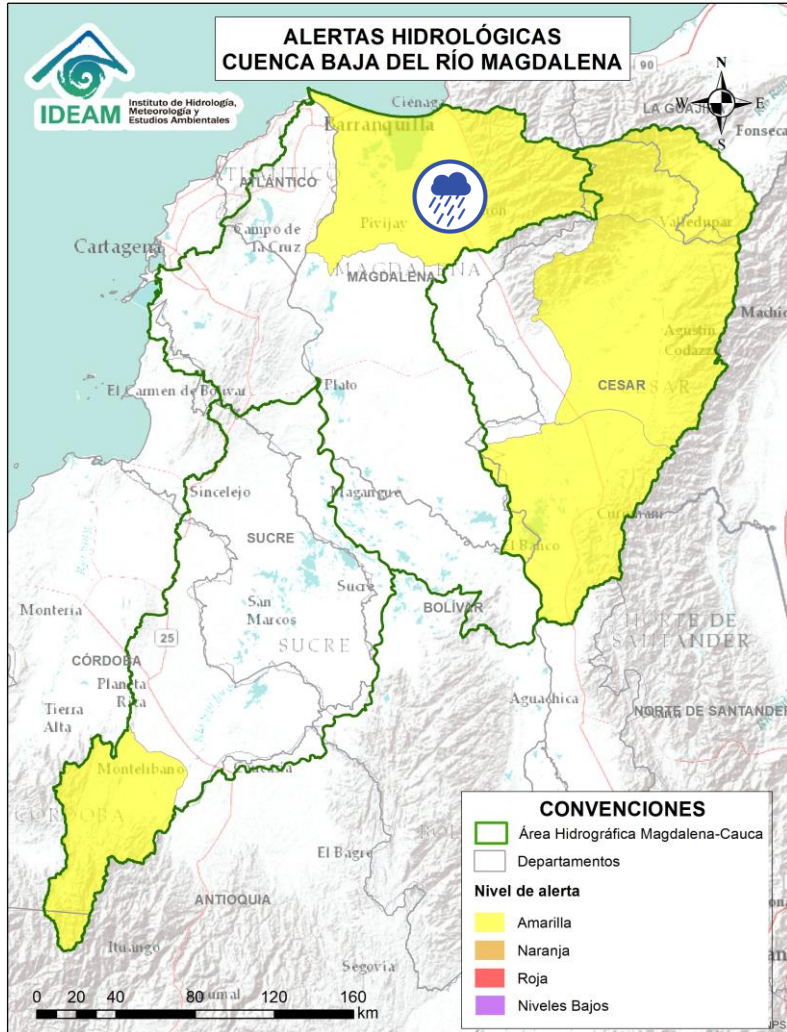 ALERTAS HIDROLÓGICAS
CUENCA BAJA DEL RÍO MAGDALENA
IDEAM
Instituto de Hidrología,
Meteorología y
Estudios Ambientales
N
W E
S
90
LA GUAJIRA
Fonseca
Ciénaga
Barranquilla
ATLÁNTICO
Pivijay
Valledupar
Cartagena
Campo de
la Cruz
MAGDALENA
MAGDALENA
Agustín
Codazzi
CESAR
El Carmen de Bolívar
Plato
Sincelejo
Magangue
SUCRE
El Banco
Sucre
San
Marcos
BOLÍVAR
Montería
SUCRE
NORTE DE
SANTANDER
25
CÓRDOBA
Planeta
Rica
Tierra
Alta
Aguachica
NORTE DE SANTANDER
Montelíbano
CÓRDOBA
El Bagre
ANTIOQUIA
Ituango
Segovia
CONVENCIONES
Área Hidrográfica Magdalena-Cauca
Departamentos
Nivel de alerta
Amarilla
Naranja
Roja
Niveles Bajos
0 20 40 80 120 160
km